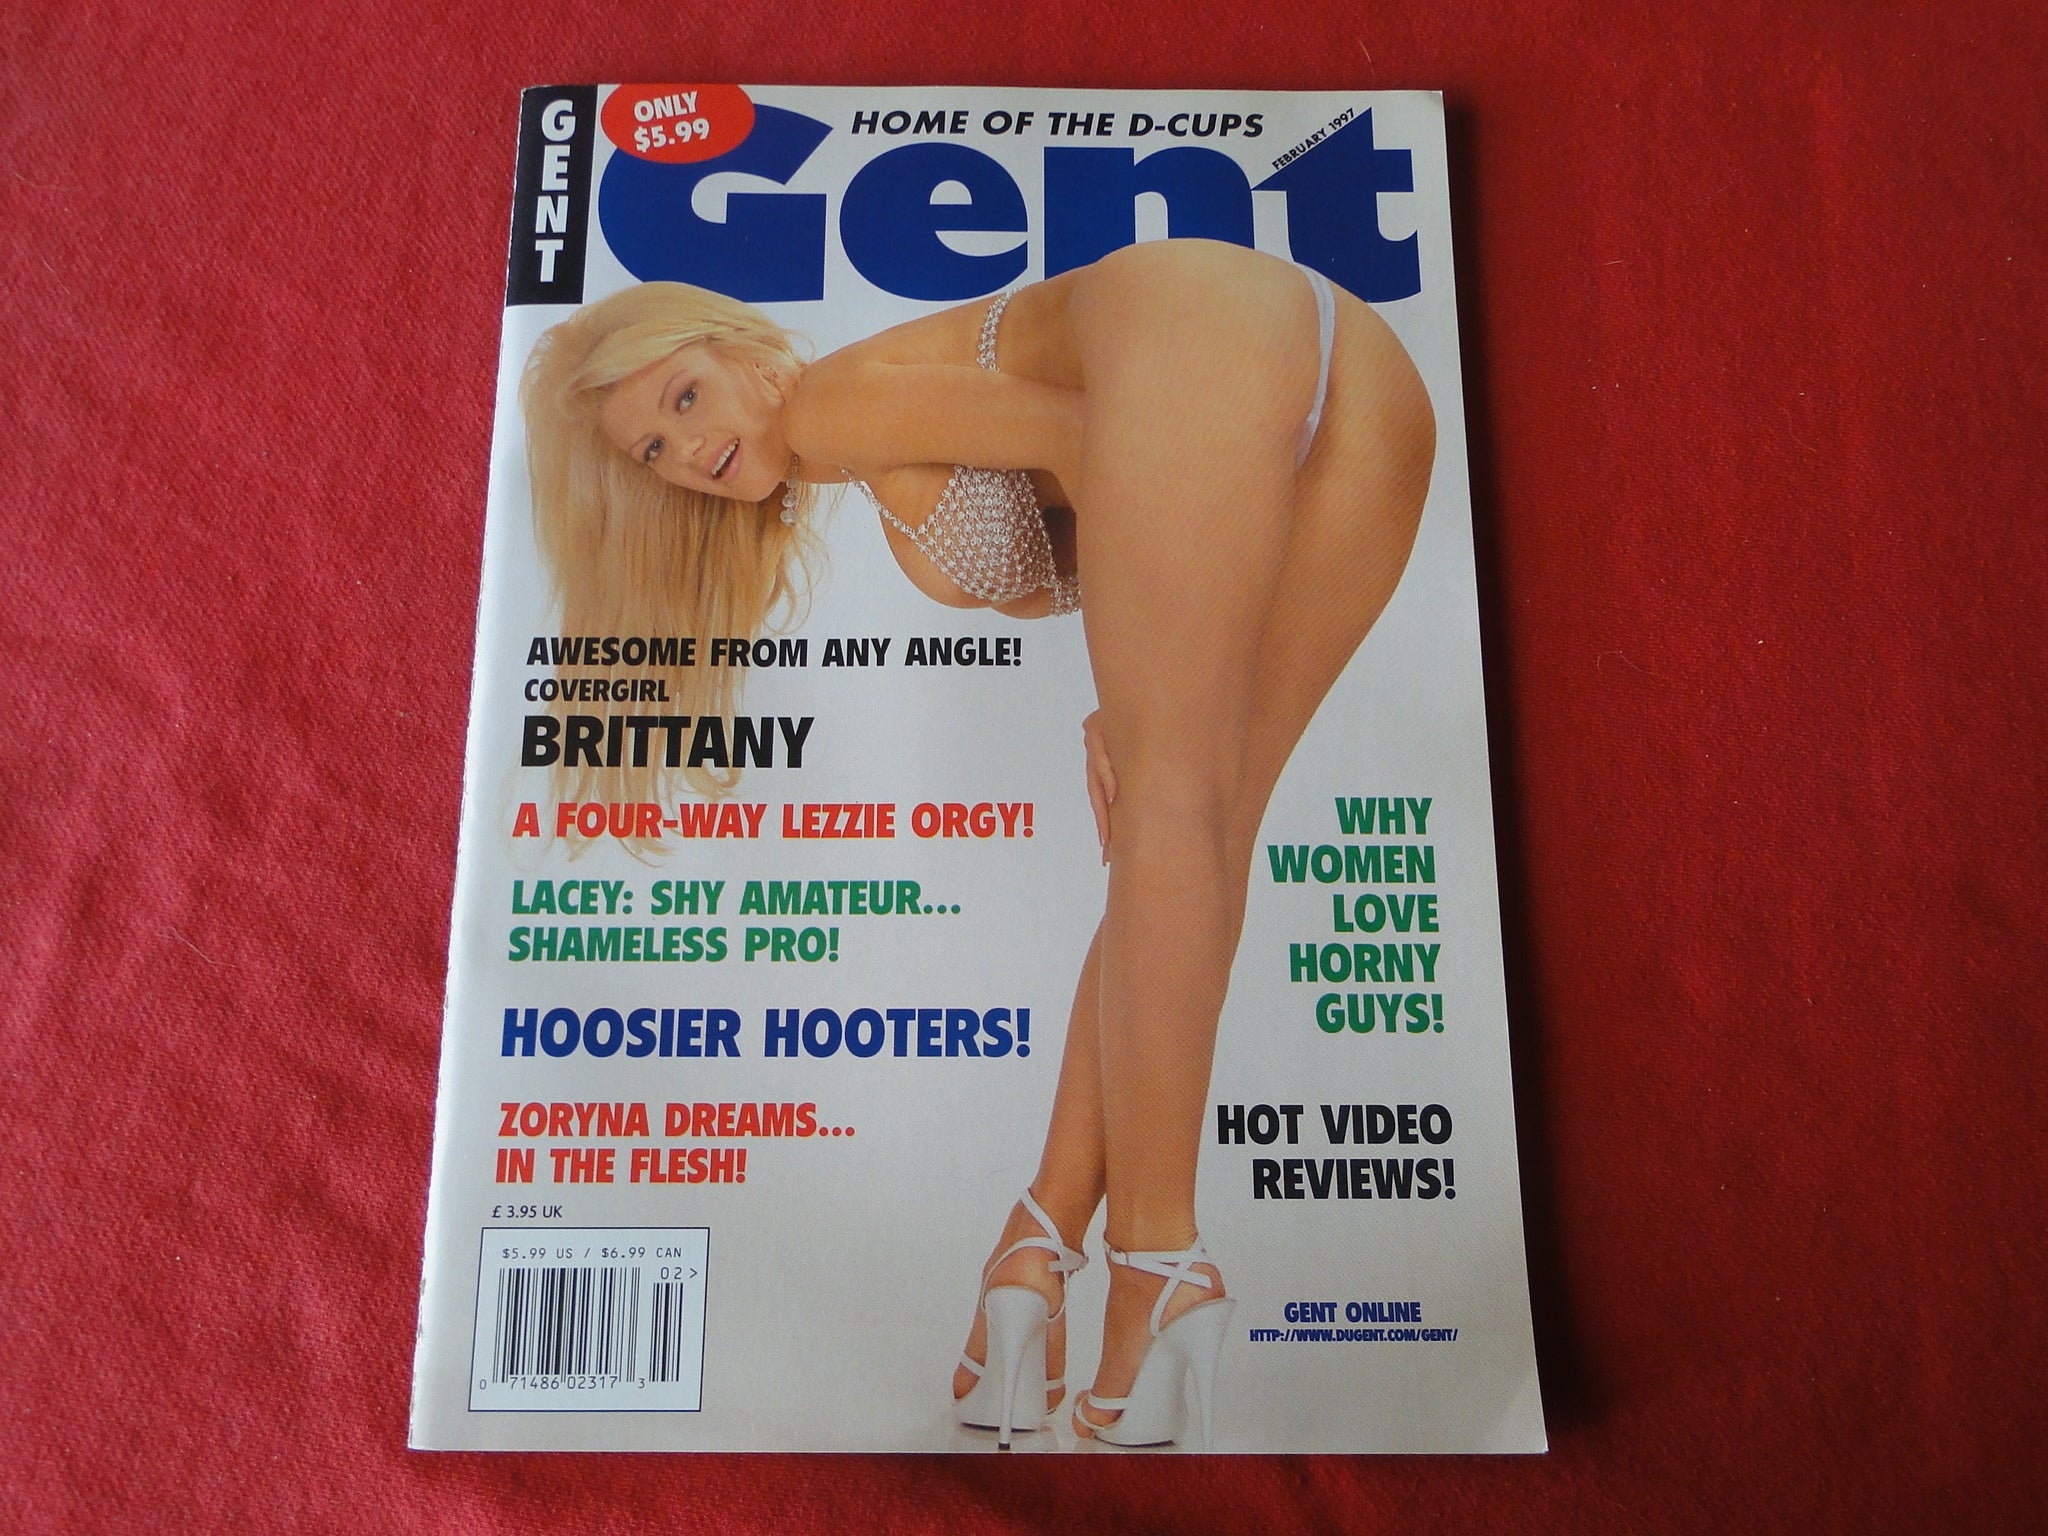 GENT
ONLY
$5.99
HOME OF THE D-CUPS
Gent
FEBRUARY 1997
AWESOME FROM ANY ANGLE!
COVERGIRL
BRITTANY
A FOUR-WAY LEZZIE ORGY!
LACEY: SHY AMATEUR...
SHAMELESS PRO!
HOOSIER HOOTERS!
ZORYNA DREAMS...
IN THE FLESH!
WHY
WOMEN
LOVE
HORNY
GUYS!
HOT VIDEO
REVIEWS!
£ 3.95 UK
$5.99 US / $6.99 CAN
02>
0 71486 02317 3
GENT ONLINE
HTTP://WWW.DUGENT.COM/GENT/